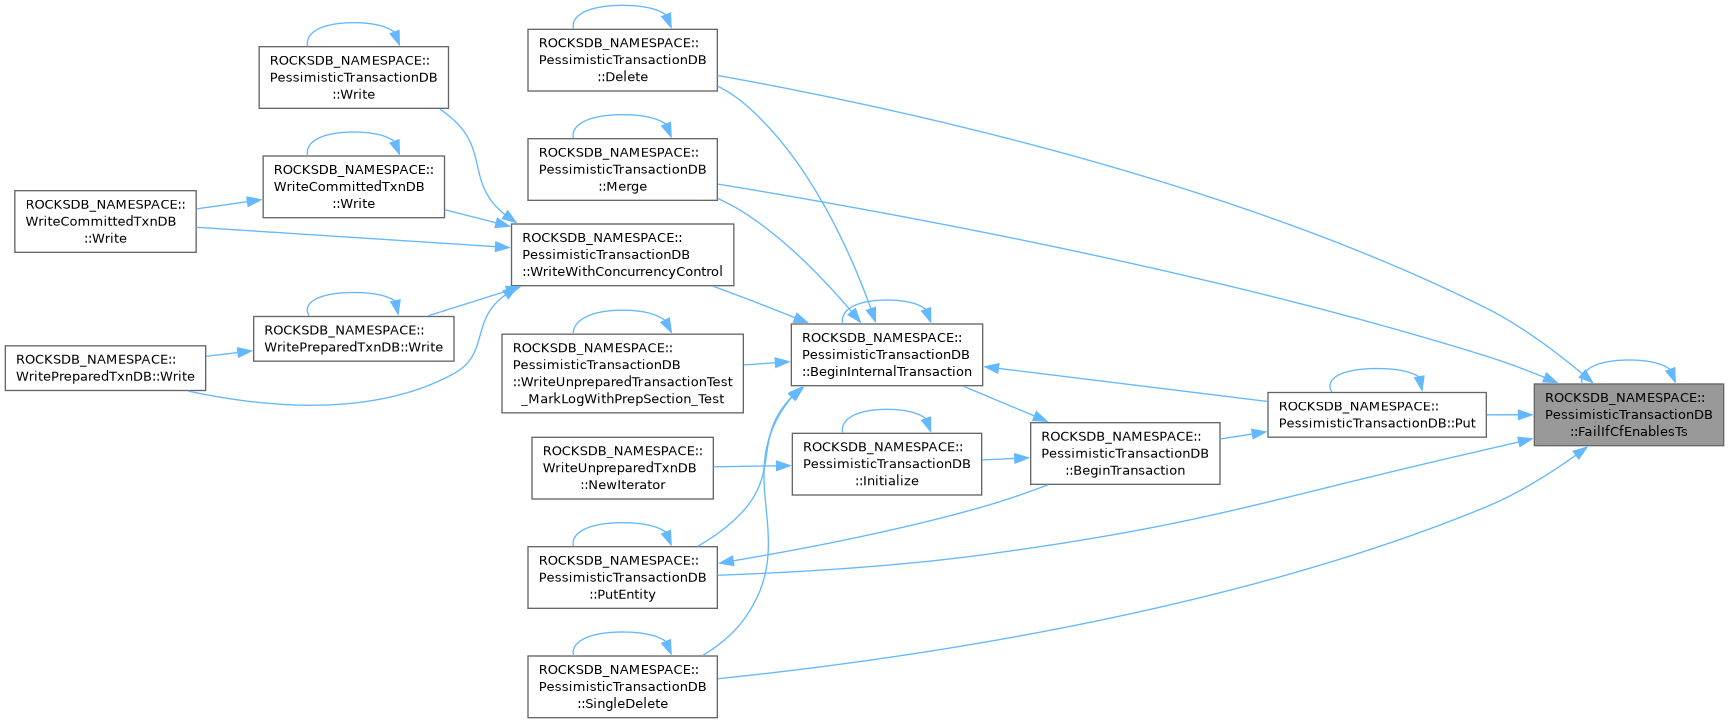 ROCKSDB_NAMESPACE::
PessimisticTransactionDB
::Delete
ROCKSDB_NAMESPACE::
PessimisticTransactionDB
::Write
ROCKSDB_NAMESPACE::
PessimisticTransactionDB
::Merge
ROCKSDB_NAMESPACE::
WriteCommittedTxnDB
::Write
ROCKSDB_NAMESPACE::
WriteCommittedTxnDB
::Write
ROCKSDB_NAMESPACE::
PessimisticTransactionDB
::WriteWithConcurrencyControl
ROCKSDB_NAMESPACE::
WritePreparedTxnDB::Write
ROCKSDB_NAMESPACE::
WritePreparedTxnDB::Write
ROCKSDB_NAMESPACE::
PessimisticTransactionDB
::WriteUnpreparedTransactionTest
_MarkLogWithPrepSection_Test
ROCKSDB_NAMESPACE::
PessimisticTransactionDB
::BeginInternalTransaction
ROCKSDB_NAMESPACE::
PessimisticTransactionDB::Put
ROCKSDB_NAMESPACE::
PessimisticTransactionDB
::FailIfCfEnablesTs
ROCKSDB_NAMESPACE::
WriteUnpreparedTxnDB
::NewIterator
ROCKSDB_NAMESPACE::
PessimisticTransactionDB
::Initialize
ROCKSDB_NAMESPACE::
PessimisticTransactionDB
::BeginTransaction
ROCKSDB_NAMESPACE::
PessimisticTransactionDB
::PutEntity
ROCKSDB_NAMESPACE::
PessimisticTransactionDB
::SingleDelete